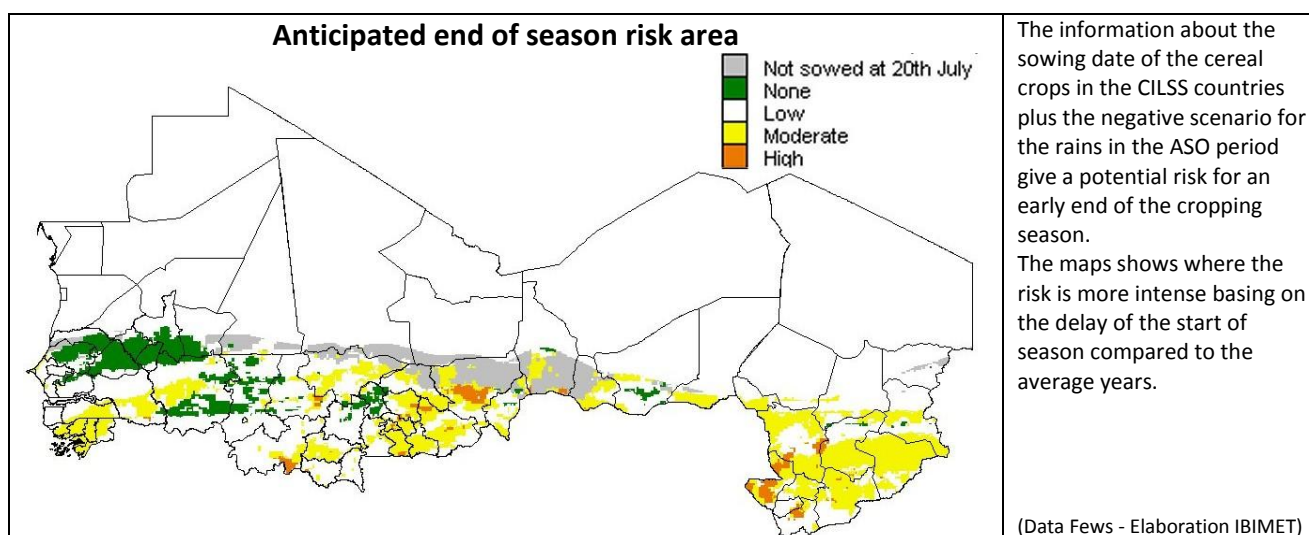 Anticipated end of season risk area
Not sowed at 20th July
None
Low
Moderate
High
The information about the
sowing date of the cereal
crops in the CILSS countries
plus the negative scenario for
the rains in the ASO period
give a potential risk for an
early end of the cropping
season.
The maps shows where the
risk is more intense basing on
the delay of the start of
season compared to the
average years.
(Data Fews - Elaboration IBIMET)